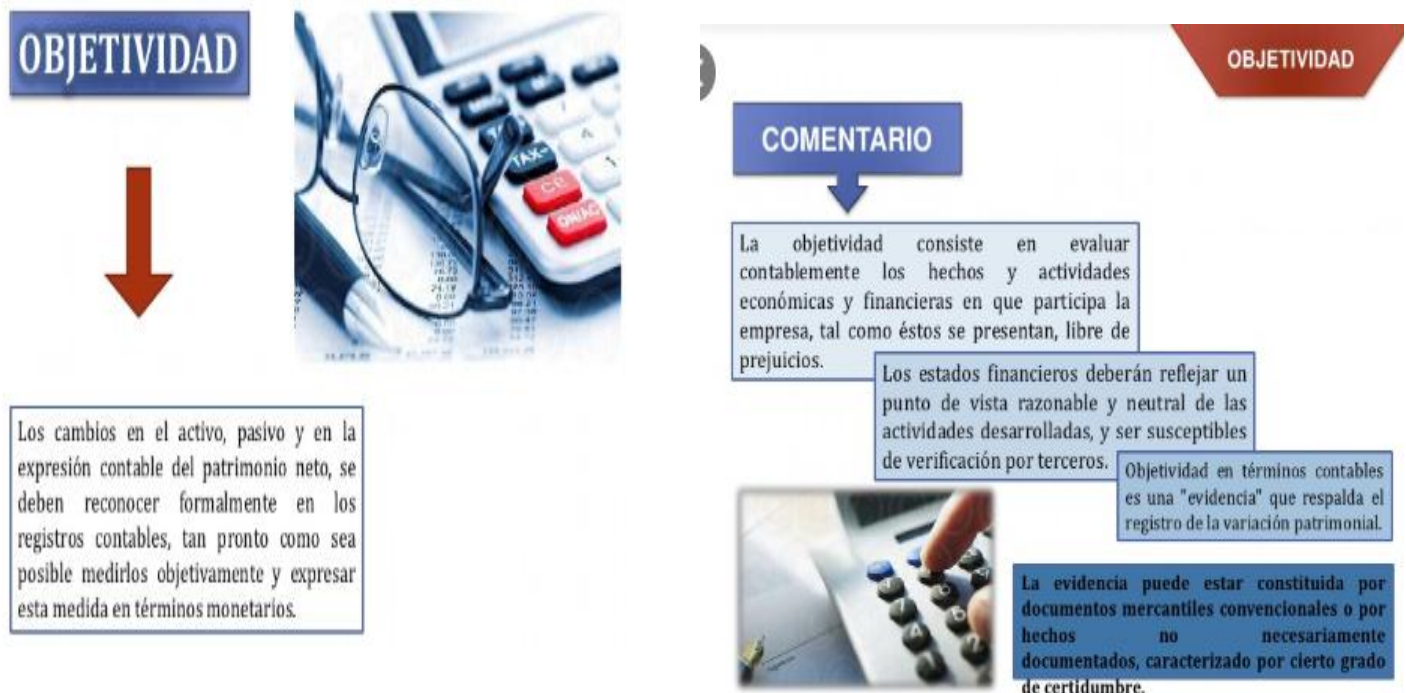 OBJETIVIDAD
Los cambios en el activo, pasivo y en la
expresión contable del patrimonio neto, se
deben reconocer formalmente en los
registros contables, tan pronto como sea
posible medirlos objetivamente y expresar
esta medida en términos monetarios.
TAX-
CE
ON/AC
OBJETIVIDAD
COMENTARIO
La objetividad consiste en evaluar
contablemente los hechos y actividades
económicas y financieras en que participa la
empresa, tal como éstos se presentan, libre de
prejuicios.
Los estados financieros deberán reflejar un
punto de vista razonable y neutral de las
actividades desarrolladas, y ser susceptibles
de verificación por terceros.
Objetividad en términos contables
es una "evidencia" que respalda el
registro de la variación patrimonial.
La evidencia puede estar constituida por
documentos mercantiles convencionales o por
hechos no necesariamente
documentados, caracterizado por cierto grado
de certidumbre.